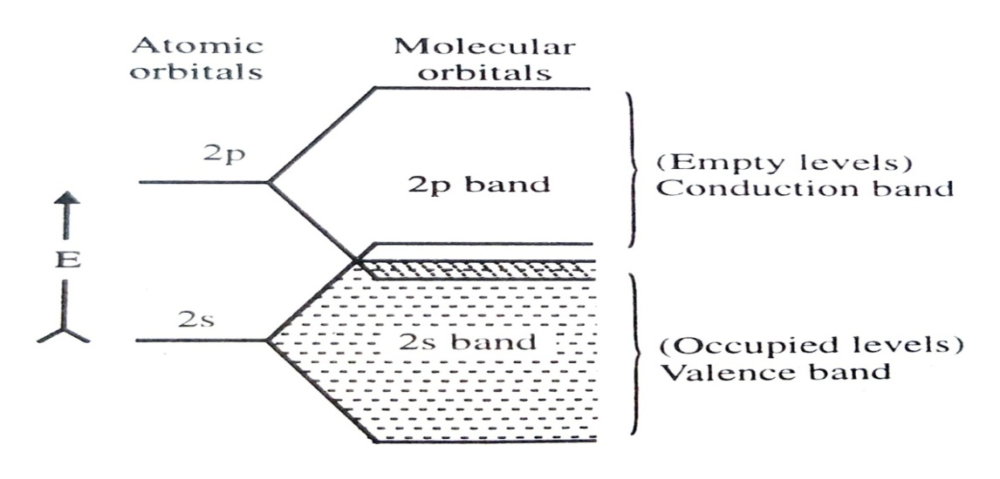 Atomic
orbitals
Molecular
orbitals
2p
2p band
(Empty levels)
Conduction band
E
2s
2s band
(Occupied levels)
Valence band